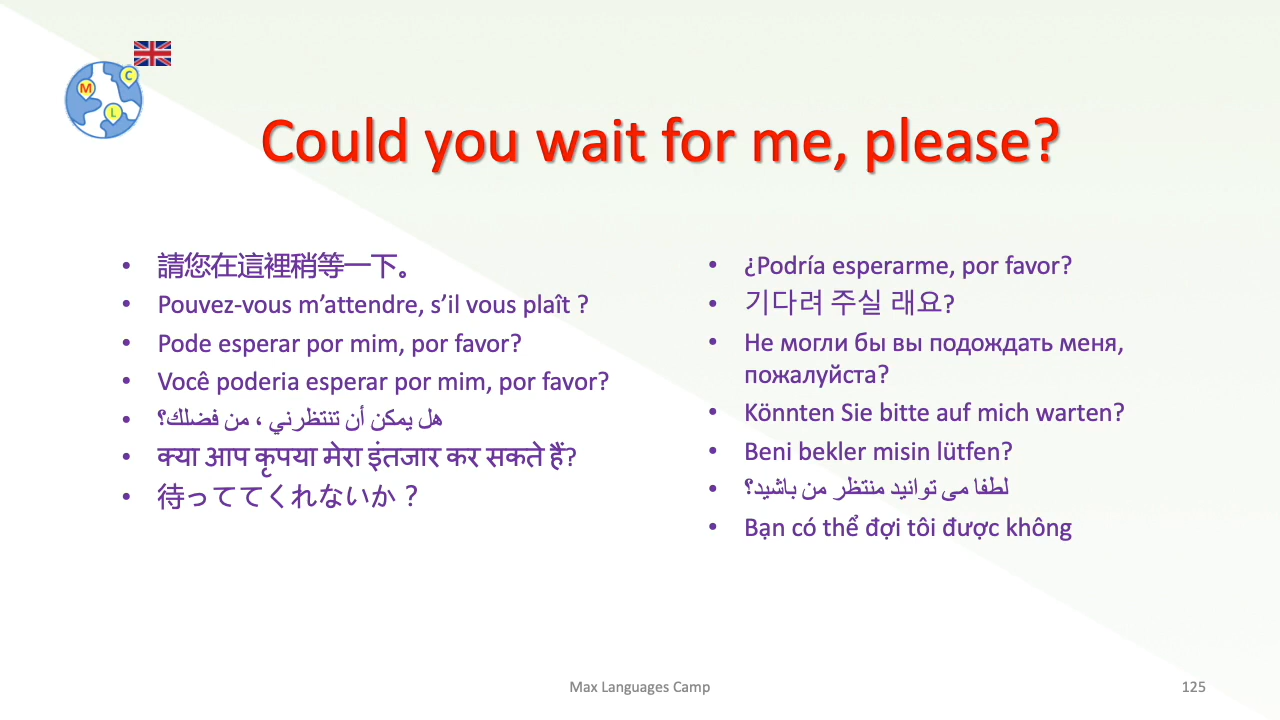 M
C
L
Could you wait for me, please?
• 請您在這裡稍等一下。
• Pouvez-vous m’attendre, s’il vous plaît ?
• Pode esperar por mim, por favor?
• Você poderia esperar por mim, por favor?
• هل يمكن أن تنتظرني ، من فضلك؟
• क्या आप कृपया मेरा इंतजार कर सकते हैं?
• 待っててくれないか？
• ¿Podría esperarme, por favor?
• 기다려 주실 래요?
• Не могли бы вы подождать меня,
пожалуйста?
• Könnten Sie bitte auf mich warten?
• Beni bekler misin lütfen?
• لطفا می توانید منتظر من باشید؟
• Bạn có thể đợi tôi được không
Max Languages Camp
125